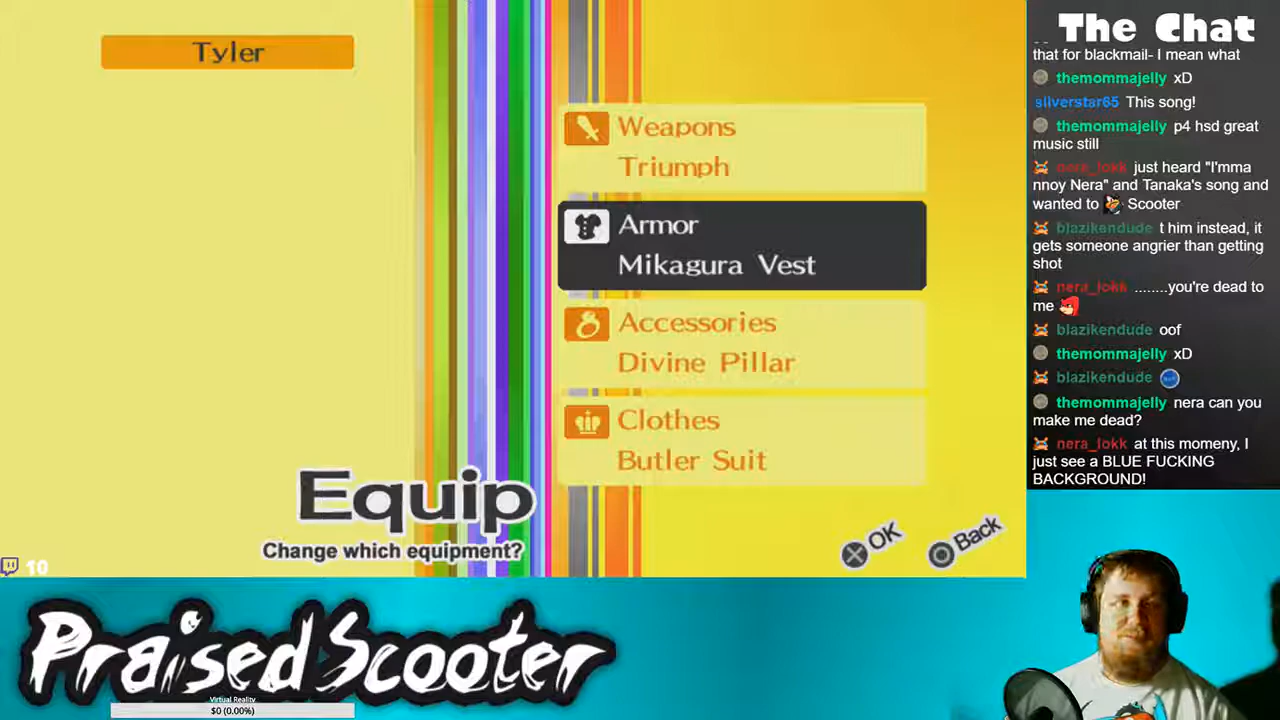 Tyler
Weapons
Triumph
Armor
Mikagura Vest
Accessories
Divine Pillar
Clothes
Butler Suit
Equip
Change which equipment?
OK
Back
10
The Chat
that for blackmail- I mean what
themommajelly xD
silverstar65 This song!
themommajelly p4 hsd great
music still
nera_lokk just heard "I'mma
nnoy Nera" and Tanaka's song and
wanted to Scooter
blazikendude t him instead, it
gets someone angrier than getting
shot
nera_lokk ........you're dead to
me
blazikendude oof
themommajelly xD
blazikendude
themommajelly nera can you
make me dead?
nera_lokk at this momeny, I
just see a BLUE FUCKING
BACKGROUND!
PraisedScooter
Virtual Reality
$0 (0.00%)